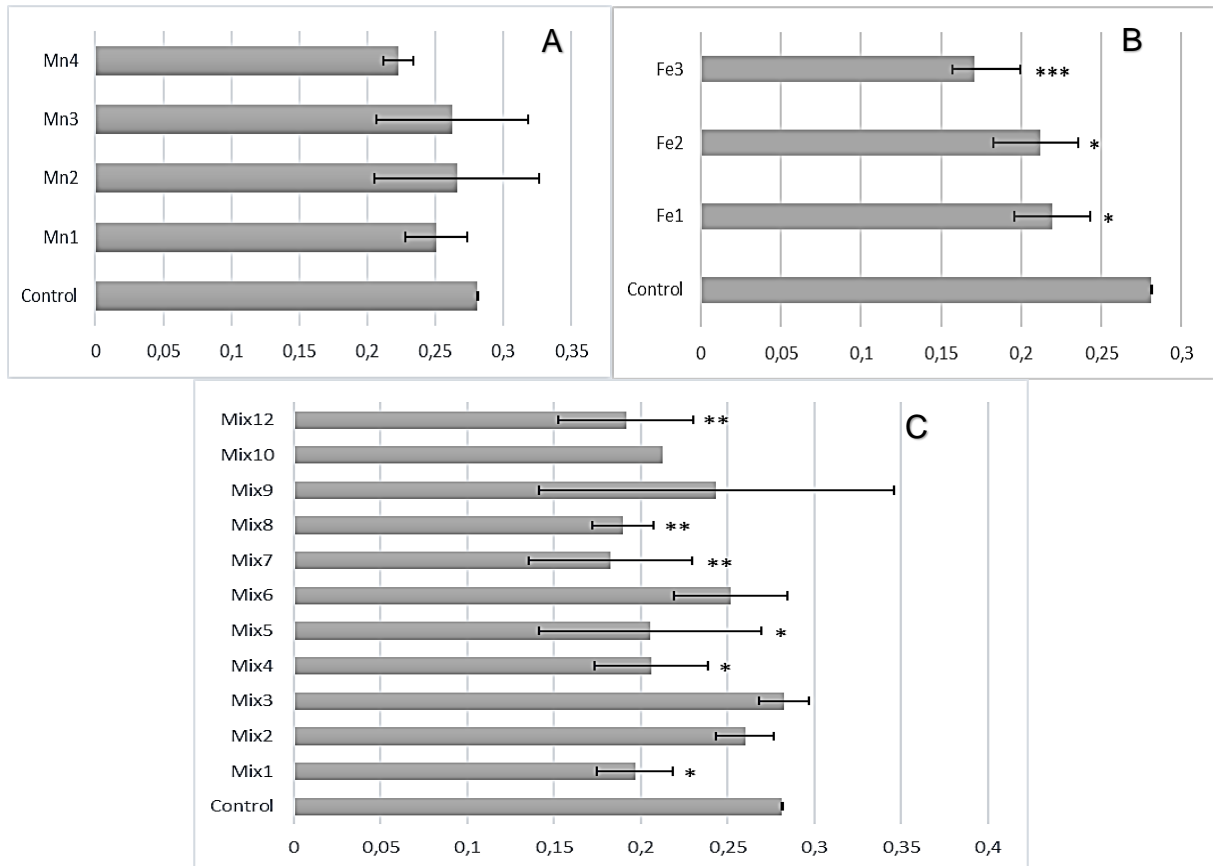 A
Mn4
Mn3
Mn2
Mn1
Control
0 0,05 0,1 0,15 0,2 0,25 0,3 0,35
B
Fe3 ***
Fe2 *
Fe1 *
Control
0 0,05 0,1 0,15 0,2 0,25 0,3
C
Mix12 **
Mix10
Mix9
Mix8 **
Mix7 **
Mix6
Mix5 *
Mix4 *
Mix3
Mix2
Mix1 *
Control
0 0,05 0,1 0,15 0,2 0,25 0,3 0,35 0,4